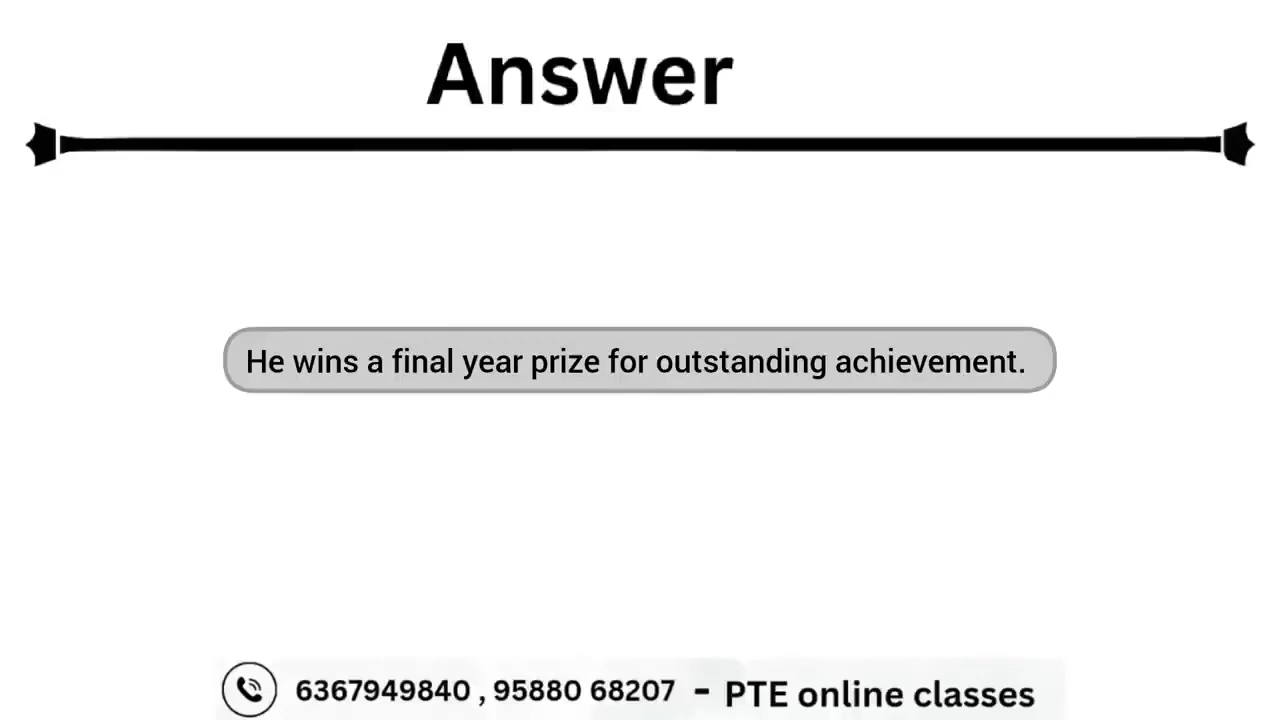 Answer
He wins a final year prize for outstanding achievement.
6367949840 , 95880 68207 - PTE online classes